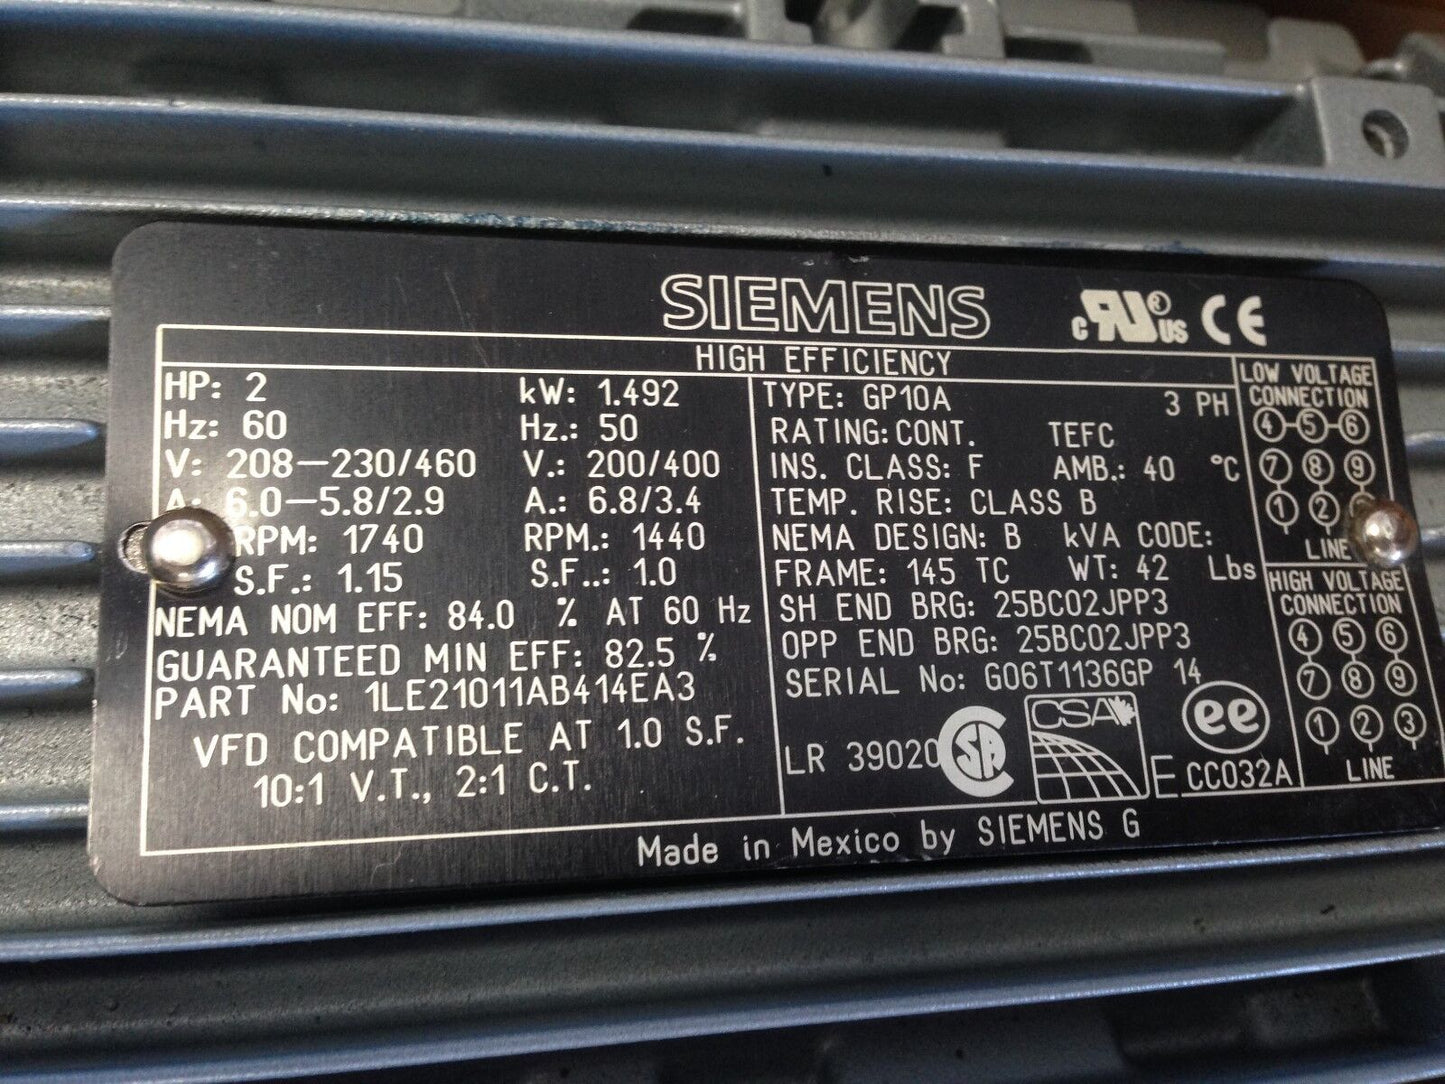 SIEMENS
c RU ® US CE
HIGH EFFICIENCY
HP: 2 kW: 1.492
Hz: 60 Hz.: 50
V: 208-230/460 V.: 200/400
A: 6.0-5.8/2.9 A.: 6.8/3.4
RPM: 1740 RPM.: 1440
S.F.: 1.15 S.F..: 1.0
NEMA NOM EFF: 84.0 % AT 60 Hz
GUARANTEED MIN EFF: 82.5 %
PART No: 1LE21011AB414EA3
VFD COMPATIBLE AT 1.0 S.F.
10:1 V.T., 2:1 C.T.
TYPE: GP10A 3 PH
RATING: CONT. TEFC
INS. CLASS: F AMB.: 40 °C
TEMP. RISE: CLASS B
NEMA DESIGN: B kVA CODE:
FRAME: 145 TC WT: 42 Lbs
SH END BRG: 25BC02JPP3
OPP END BRG: 25BC02JPP3
SERIAL No: G06T1136GP 14
LR 39020 SA CSA ee
E CC032A
LOW VOLTAGE
CONNECTION
4-5-6
7 8 9
1 2
LINE
HIGH VOLTAGE
CONNECTION
4 5 6
7 8 9
1 2 3
LINE
Made in Mexico by SIEMENS G